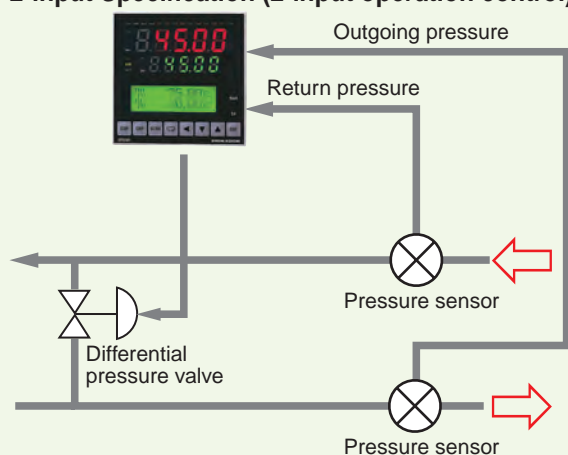 2-input Specification (2-input operation control)
Outgoing pressure
Return pressure
45.00
45.00
Pressure sensor
Differential
pressure valve
Pressure sensor